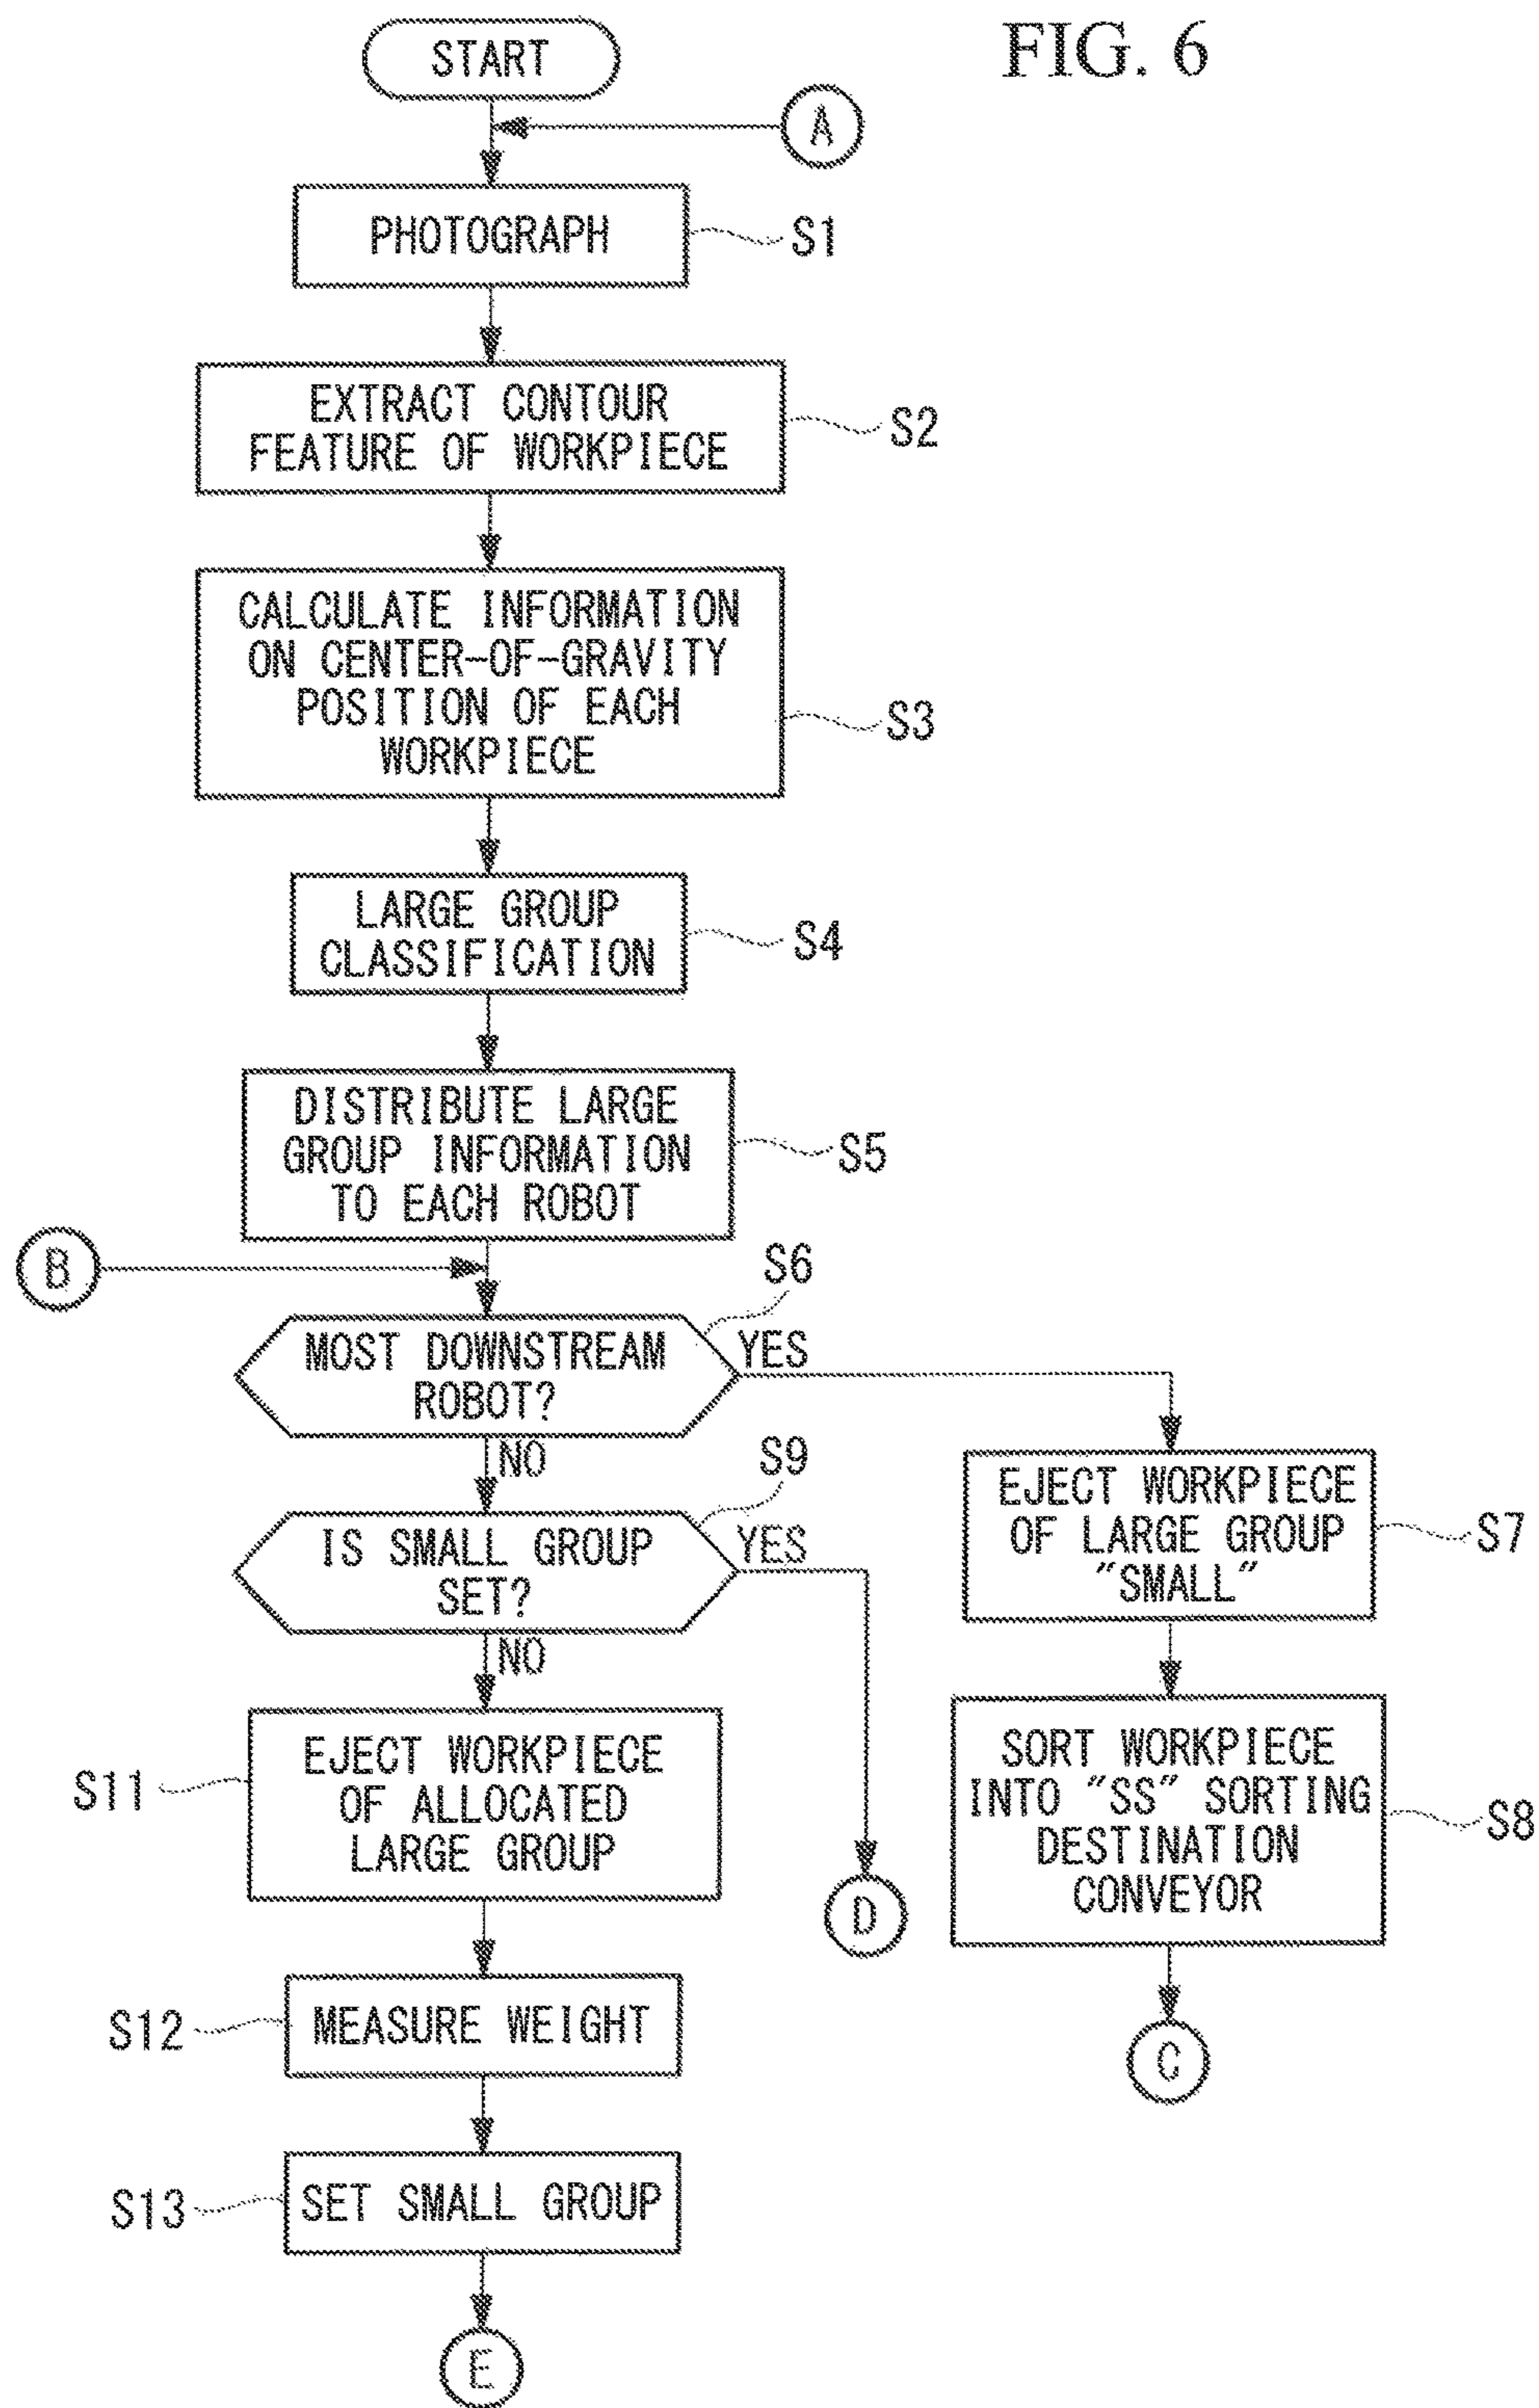 FIG. 6
START
A
PHOTOGRAPH
S1
EXTRACT CONTOUR
FEATURE OF WORKPIECE
S2
CALCULATE INFORMATION
ON CENTER-OF-GRAVITY
POSITION OF EACH
WORKPIECE
S3
LARGE GROUP
CLASSIFICATION
S4
DISTRIBUTE LARGE
GROUP INFORMATION
TO EACH ROBOT
S5
B
S6
MOST DOWNSTREAM
ROBOT?
YES
NO
S9
IS SMALL GROUP
SET?
YES
NO
EJECT WORKPIECE
OF LARGE GROUP
"SMALL"
S7
SORT WORKPIECE
INTO "SS" SORTING
DESTINATION
CONVEYOR
S8
C
D
S11
EJECT WORKPIECE
OF ALLOCATED
LARGE GROUP
S12
MEASURE WEIGHT
S13
SET SMALL GROUP
E